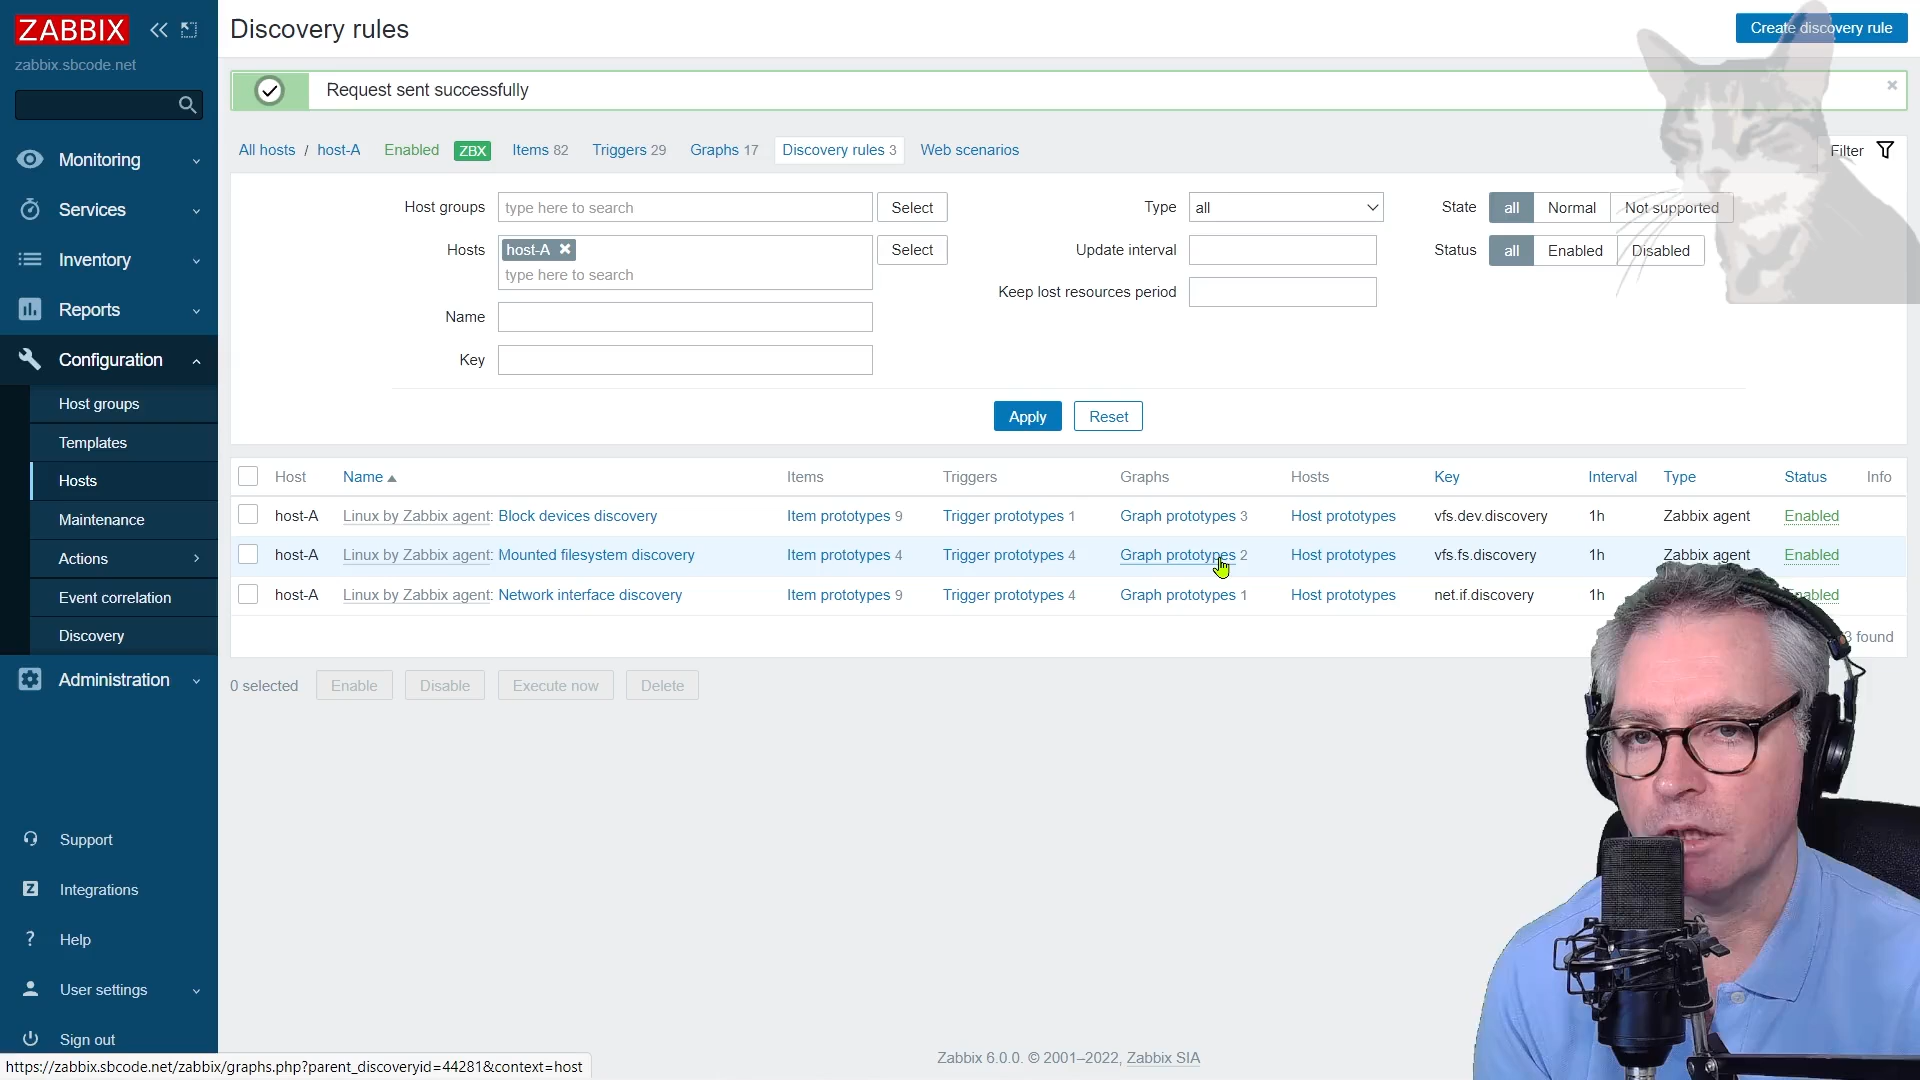 ZABBIX
zabbix.sbcode.net
Monitoring
Services
Inventory
Reports
Configuration
Host groups
Templates
Hosts
Maintenance
Actions
Event correlation
Discovery
Administration
Support
Integrations
Help
User settings
Sign out
Discovery rules
Create discovery rule
Request sent successfully
All hosts / host-A Enabled ZBX Items 82 Triggers 29 Graphs 17 Discovery rules 3 Web scenarios
Filter
Host groups type here to search Select
Type all
State all Normal Not supported
Hosts host-A type here to search Select
Update interval
Status all Enabled Disabled
Keep lost resources period
Name
Key
Apply Reset
Host Name Items Triggers Graphs Hosts Key Interval Type Status Info
host-A Linux by Zabbix agent: Block devices discovery Item prototypes 9 Trigger prototypes 1 Graph prototypes 3 Host prototypes vfs.dev.discovery 1h Zabbix agent Enabled
host-A Linux by Zabbix agent: Mounted filesystem discovery Item prototypes 4 Trigger prototypes 4 Graph prototypes 2 Host prototypes vfs.fs.discovery 1h Zabbix agent Enabled
host-A Linux by Zabbix agent: Network interface discovery Item prototypes 9 Trigger prototypes 4 Graph prototypes 1 Host prototypes net.if.discovery 1h
3 found
0 selected Enable Disable Execute now Delete
Zabbix 6.0.0. © 2001–2022, Zabbix SIA
https://zabbix.sbcode.net/zabbix/graphs.php?parent_discoveryid=44281&context=host